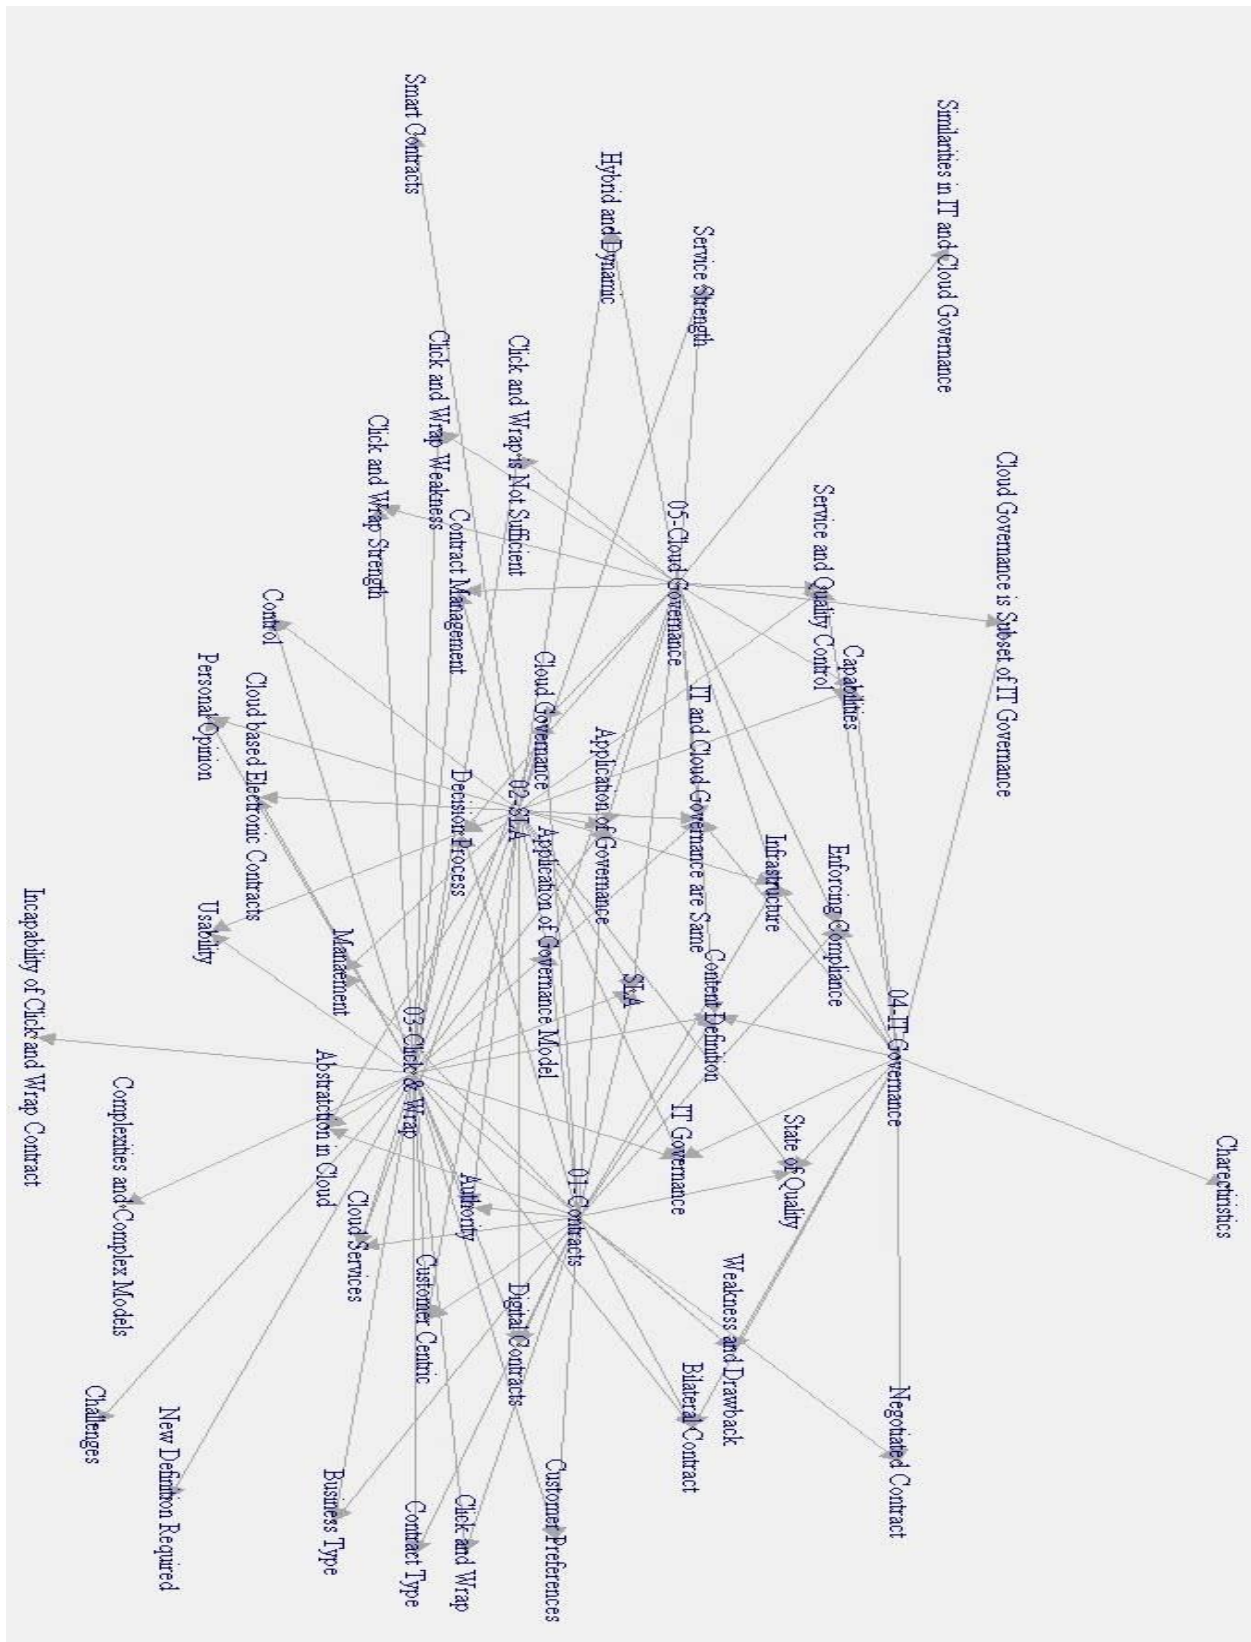 Charectiristics
Cloud Governance is Subset of IT Governance
Similarities in IT and Cloud Governance
04-IT Governance
Negotiated Contract
Capabilities
Enforcing Compliance
Service and Quality Control
State of Quality
Infrastructure
Weakness and Drawback
Content Definition
Service Strength
IT and Cloud Governance are Same
Bilateral Contract
05-Cloud Governance
IT Governance
SLA
Hybrid and Dynamic
Application of Governance
01-Contracts
Customer Preferences
Application of Governance Model
Cloud Governance
Click and Wrap is Not Sufficient
02-SLA
Digital Contracts
Authority
Click and Wrap
Contract Management
Decision Process
Click and Wrap Weakness
Customer Centric
Smart Contracts
03-Click & Wrap
Contract Type
Click and Wrap Strength
Cloud Services
Manaement
Business Type
Abstratction in Cloud
Control
Cloud based Electronic Contracts
Personal Opinion
Usability
New Definition Required
Complexities and Complex Models
Challenges
Incapability of Click and Wrap Contract